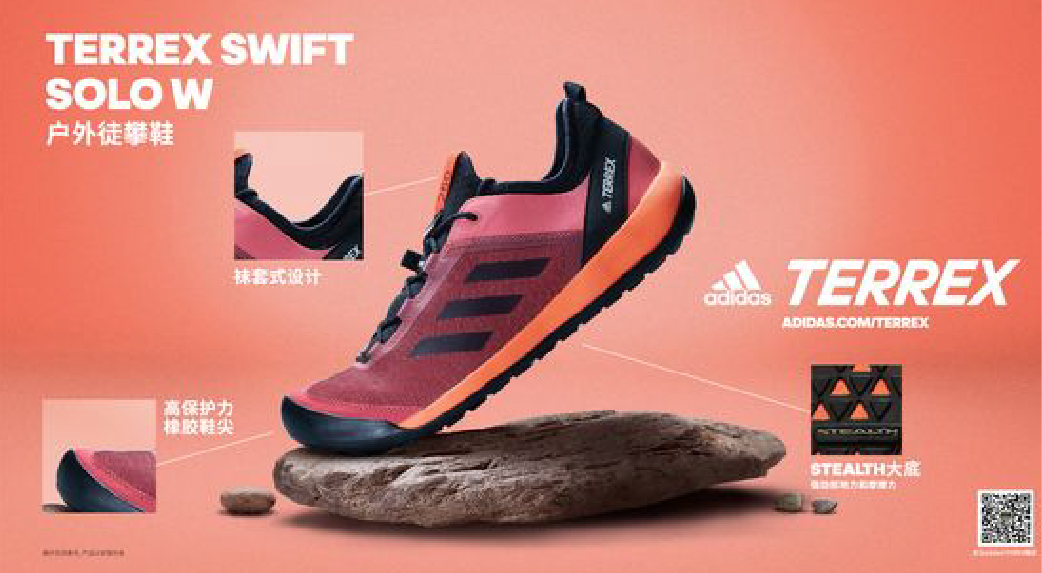 TERREX SWIFT
SOLO W
户外徒攀鞋
TERREX
袜套式设计
adidas
TERREX
ADIDAS.COM/TERREX
高保护力
橡胶鞋尖
STEALTH
STEALTH大底